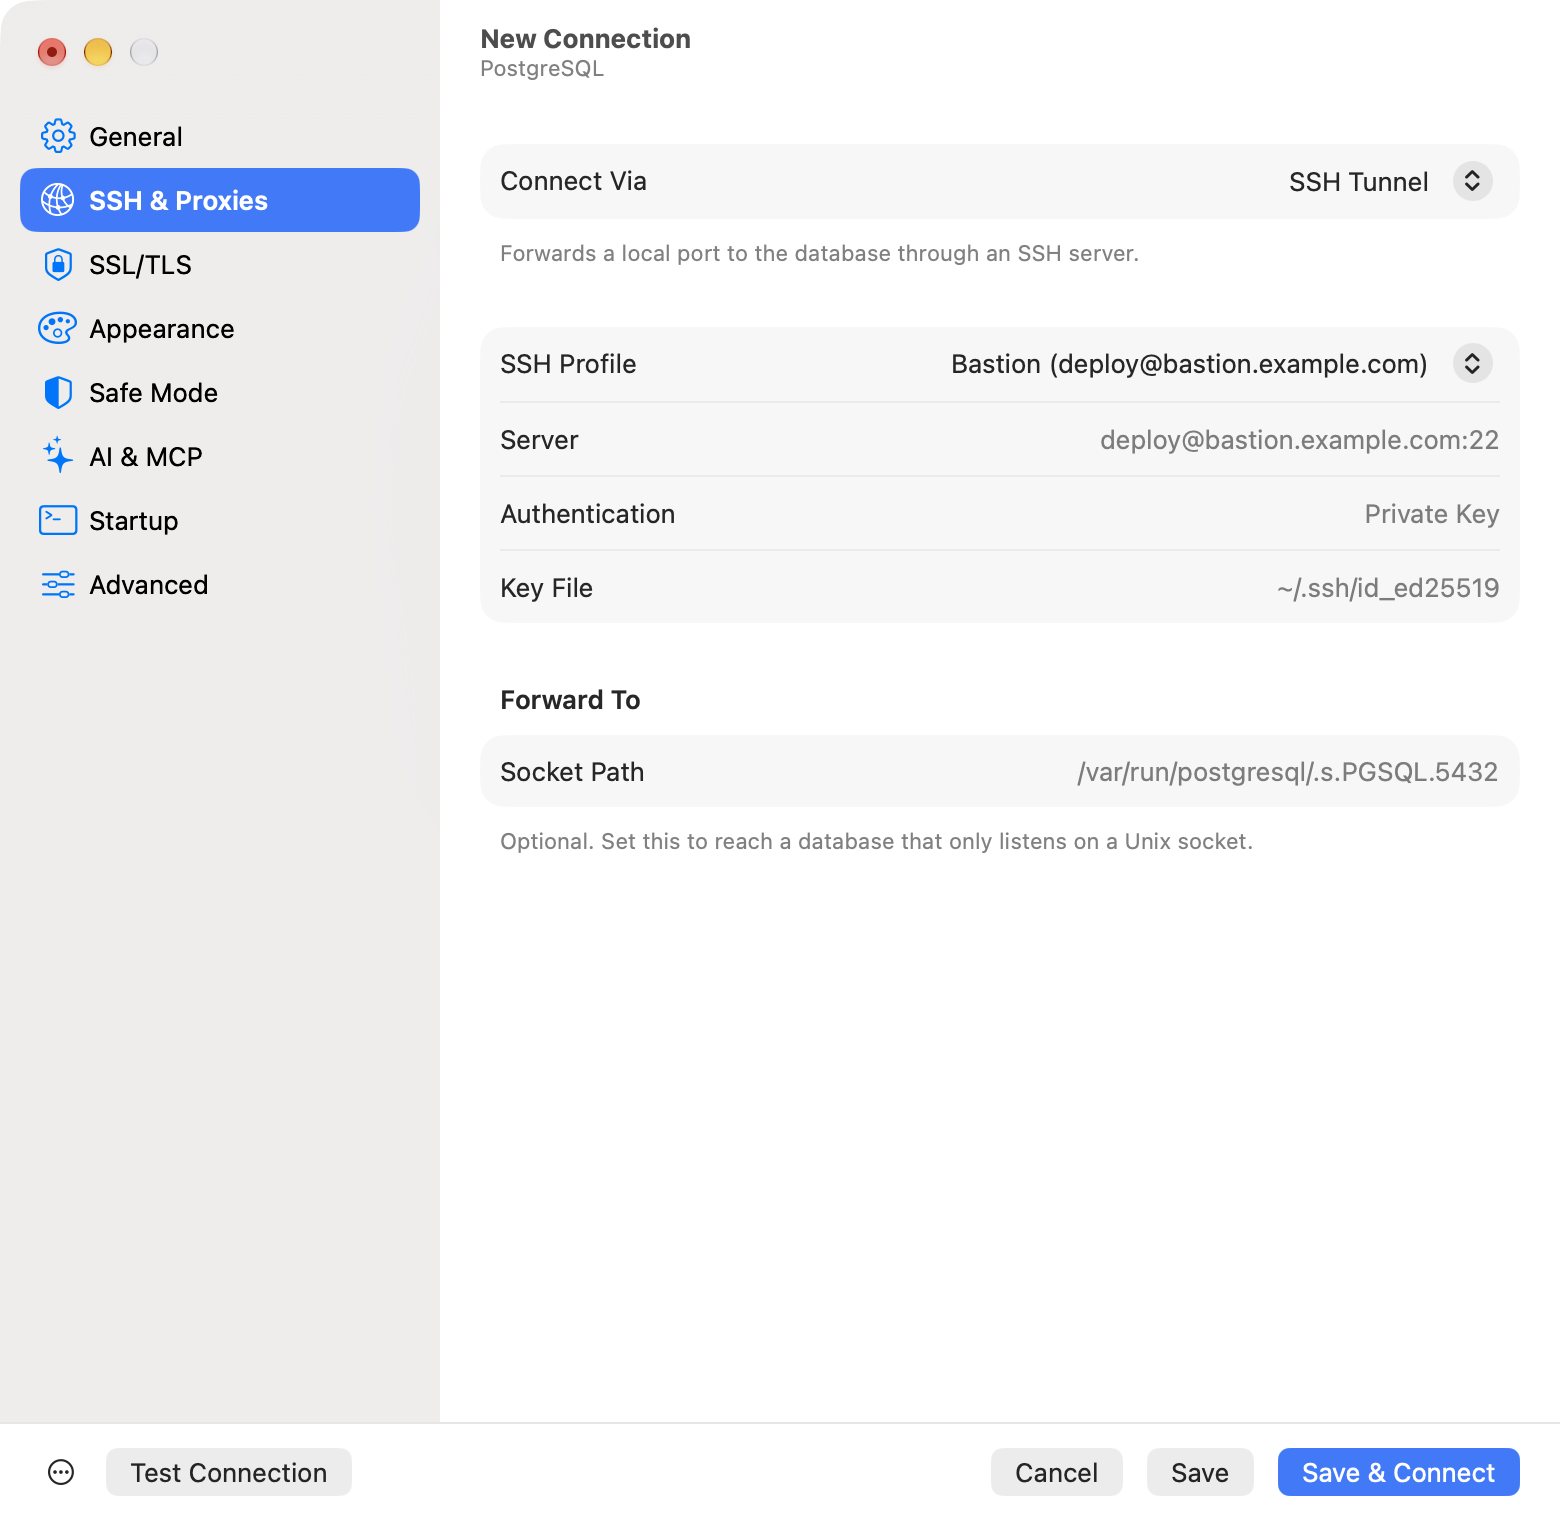 New Connection
PostgreSQL
General
SSH & Proxies
SSL/TLS
Appearance
Safe Mode
AI & MCP
Startup
Advanced
Connect Via
SSH Tunnel
Forwards a local port to the database through an SSH server.
SSH Profile
Bastion (deploy@bastion.example.com)
Server
deploy@bastion.example.com:22
Authentication
Private Key
Key File
~/.ssh/id_ed25519
Forward To
Socket Path
/var/run/postgresql/.s.PGSQL.5432
Optional. Set this to reach a database that only listens on a Unix socket.
Test Connection
Cancel
Save
Save & Connect